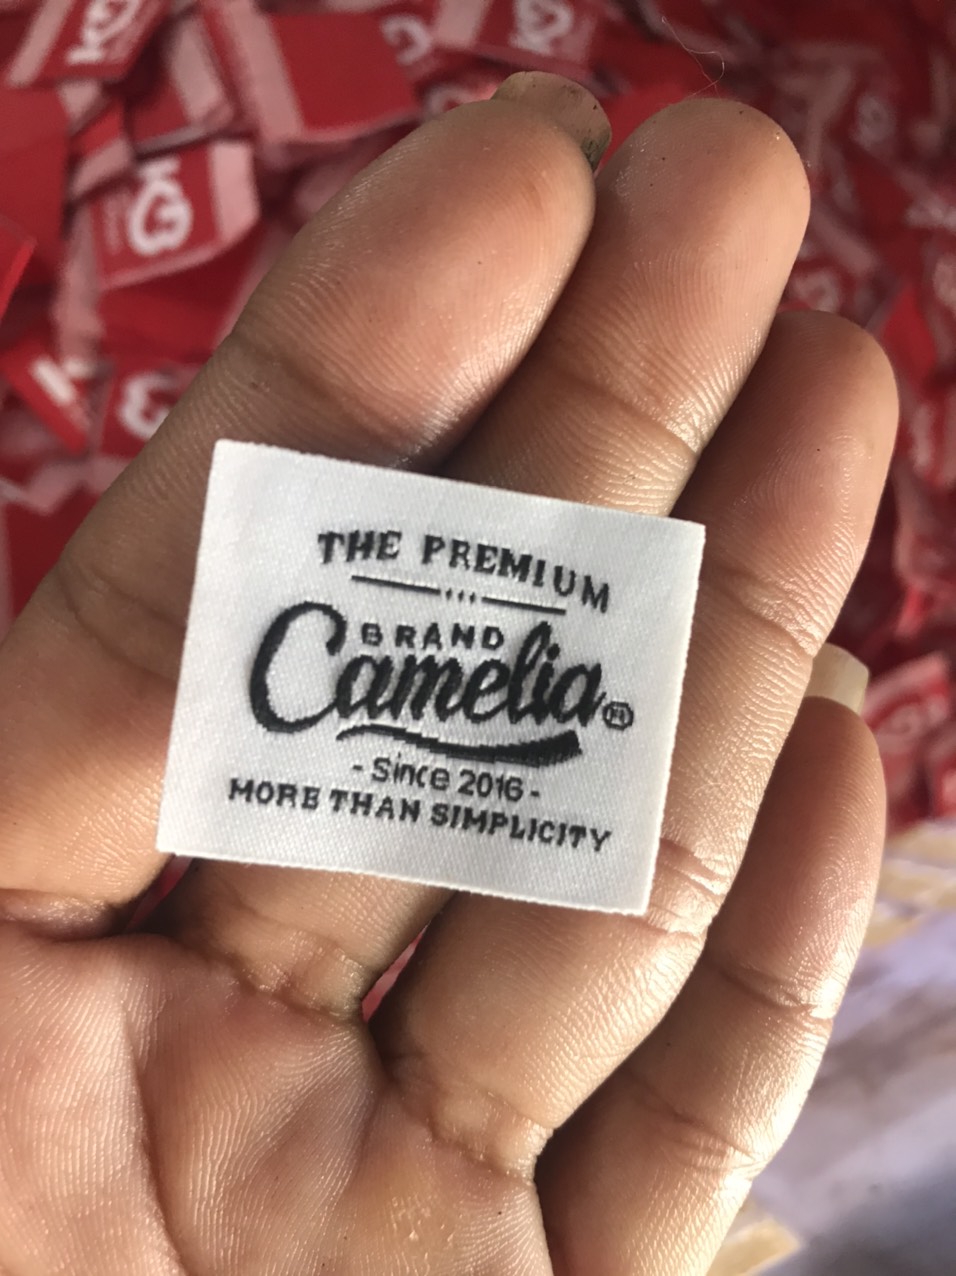 THE PREMIUM
BRAND
Camelia®
- Since 2016 -
MORE THAN SIMPLICITY